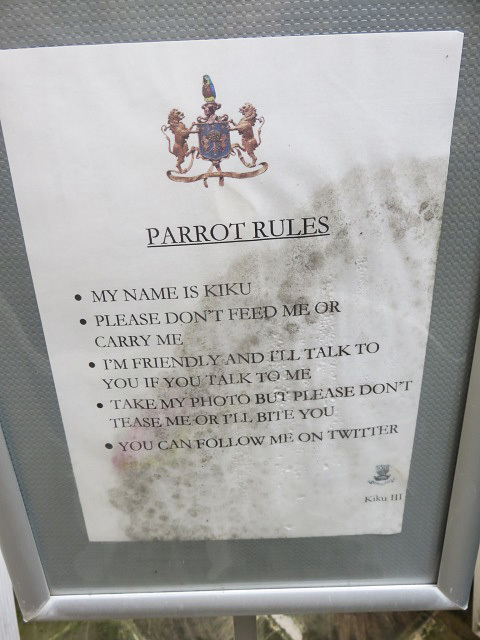 PARROT RULES
• MY NAME IS KIKU
• PLEASE DON'T FEED ME OR
CARRY ME
• I'M FRIENDLY AND I'LL TALK TO
YOU IF YOU TALK TO ME
• TAKE MY PHOTO BUT PLEASE DON'T
TEASE ME OR I'LL BITE YOU
• YOU CAN FOLLOW ME ON TWITTER
Kiku III